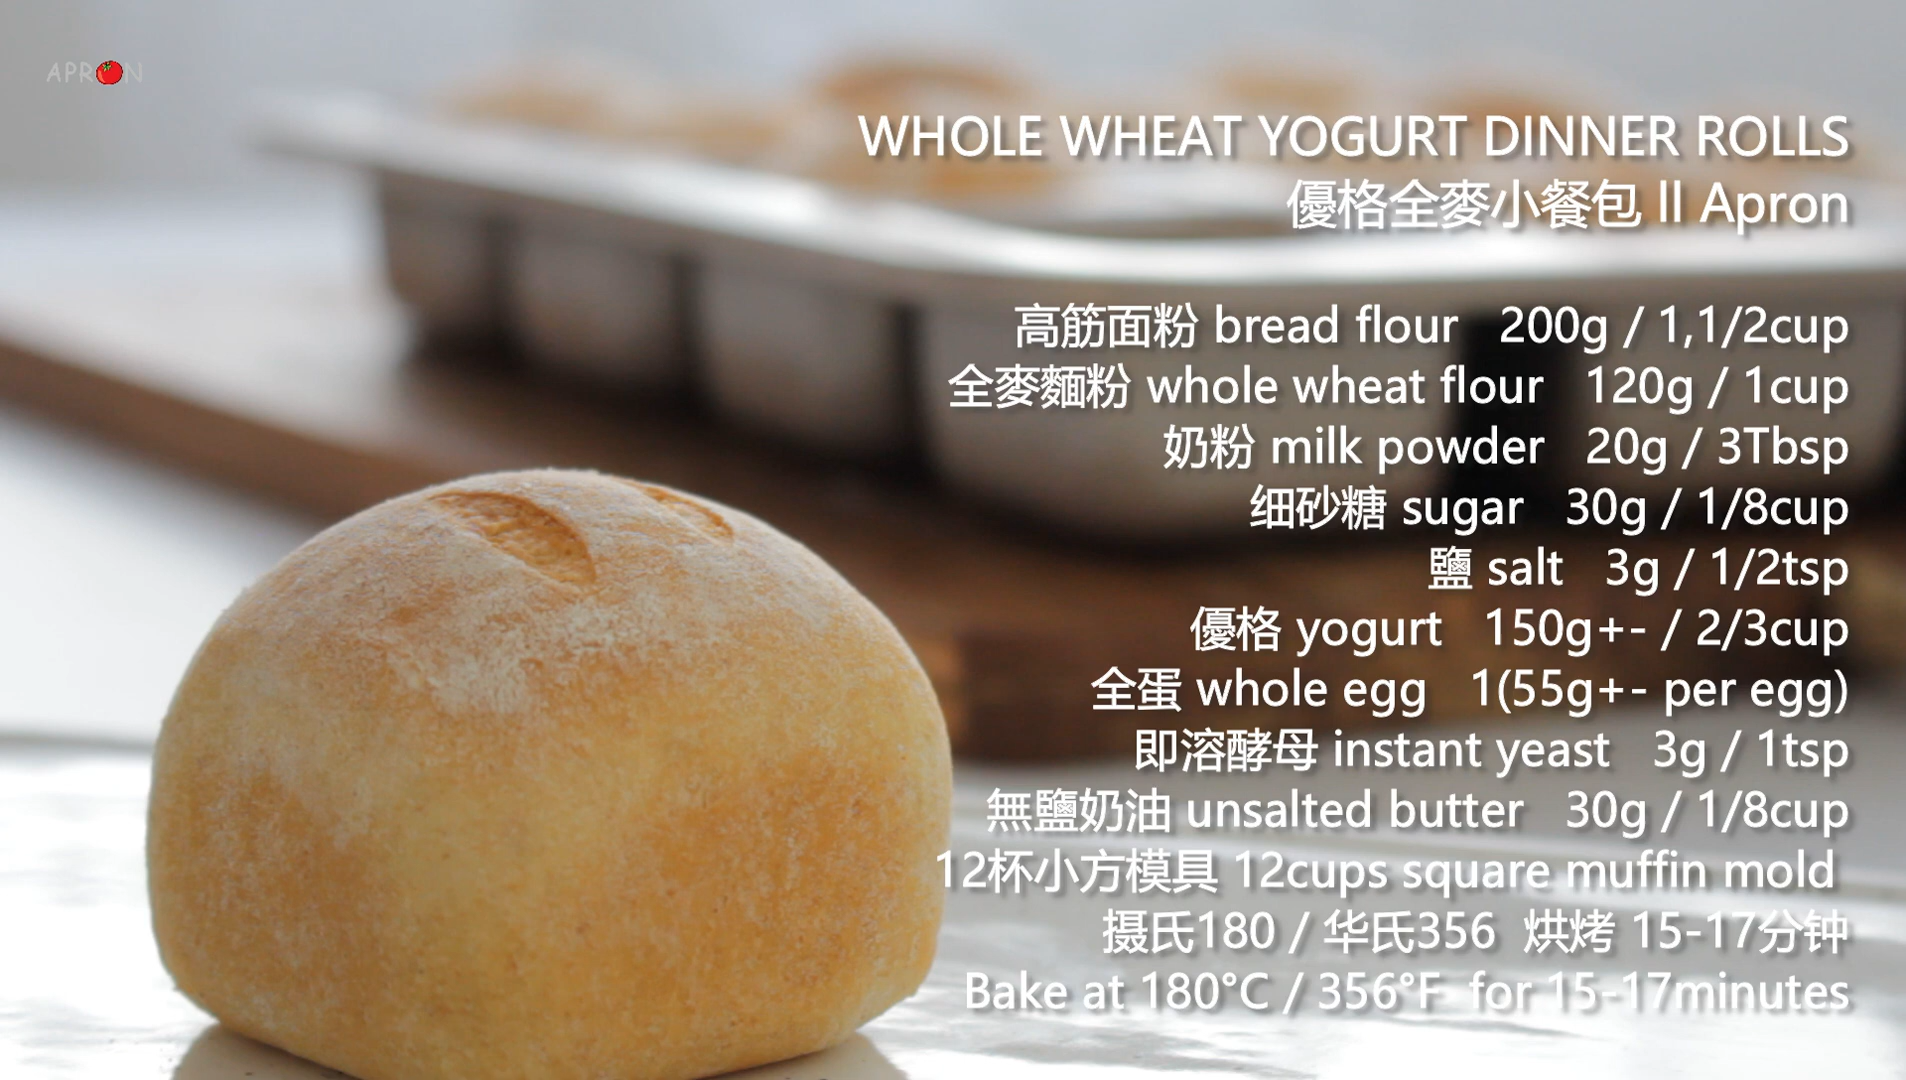 APRON
WHOLE WHEAT YOGURT DINNER ROLLS
優格全麥小餐包 ll Apron
高筋面粉 bread flour 200g / 1,1/2cup
全麥麵粉 whole wheat flour 120g / 1cup
奶粉 milk powder 20g / 3Tbsp
细砂糖 sugar 30g / 1/8cup
鹽 salt 3g / 1/2tsp
優格 yogurt 150g+- / 2/3cup
全蛋 whole egg 1(55g+- per egg)
即溶酵母 instant yeast 3g / 1tsp
無鹽奶油 unsalted butter 30g / 1/8cup
12杯小方模具 12cups square muffin mold
摄氏180 / 华氏356 烘烤 15-17分钟
Bake at 180°C / 356°F for 15-17minutes